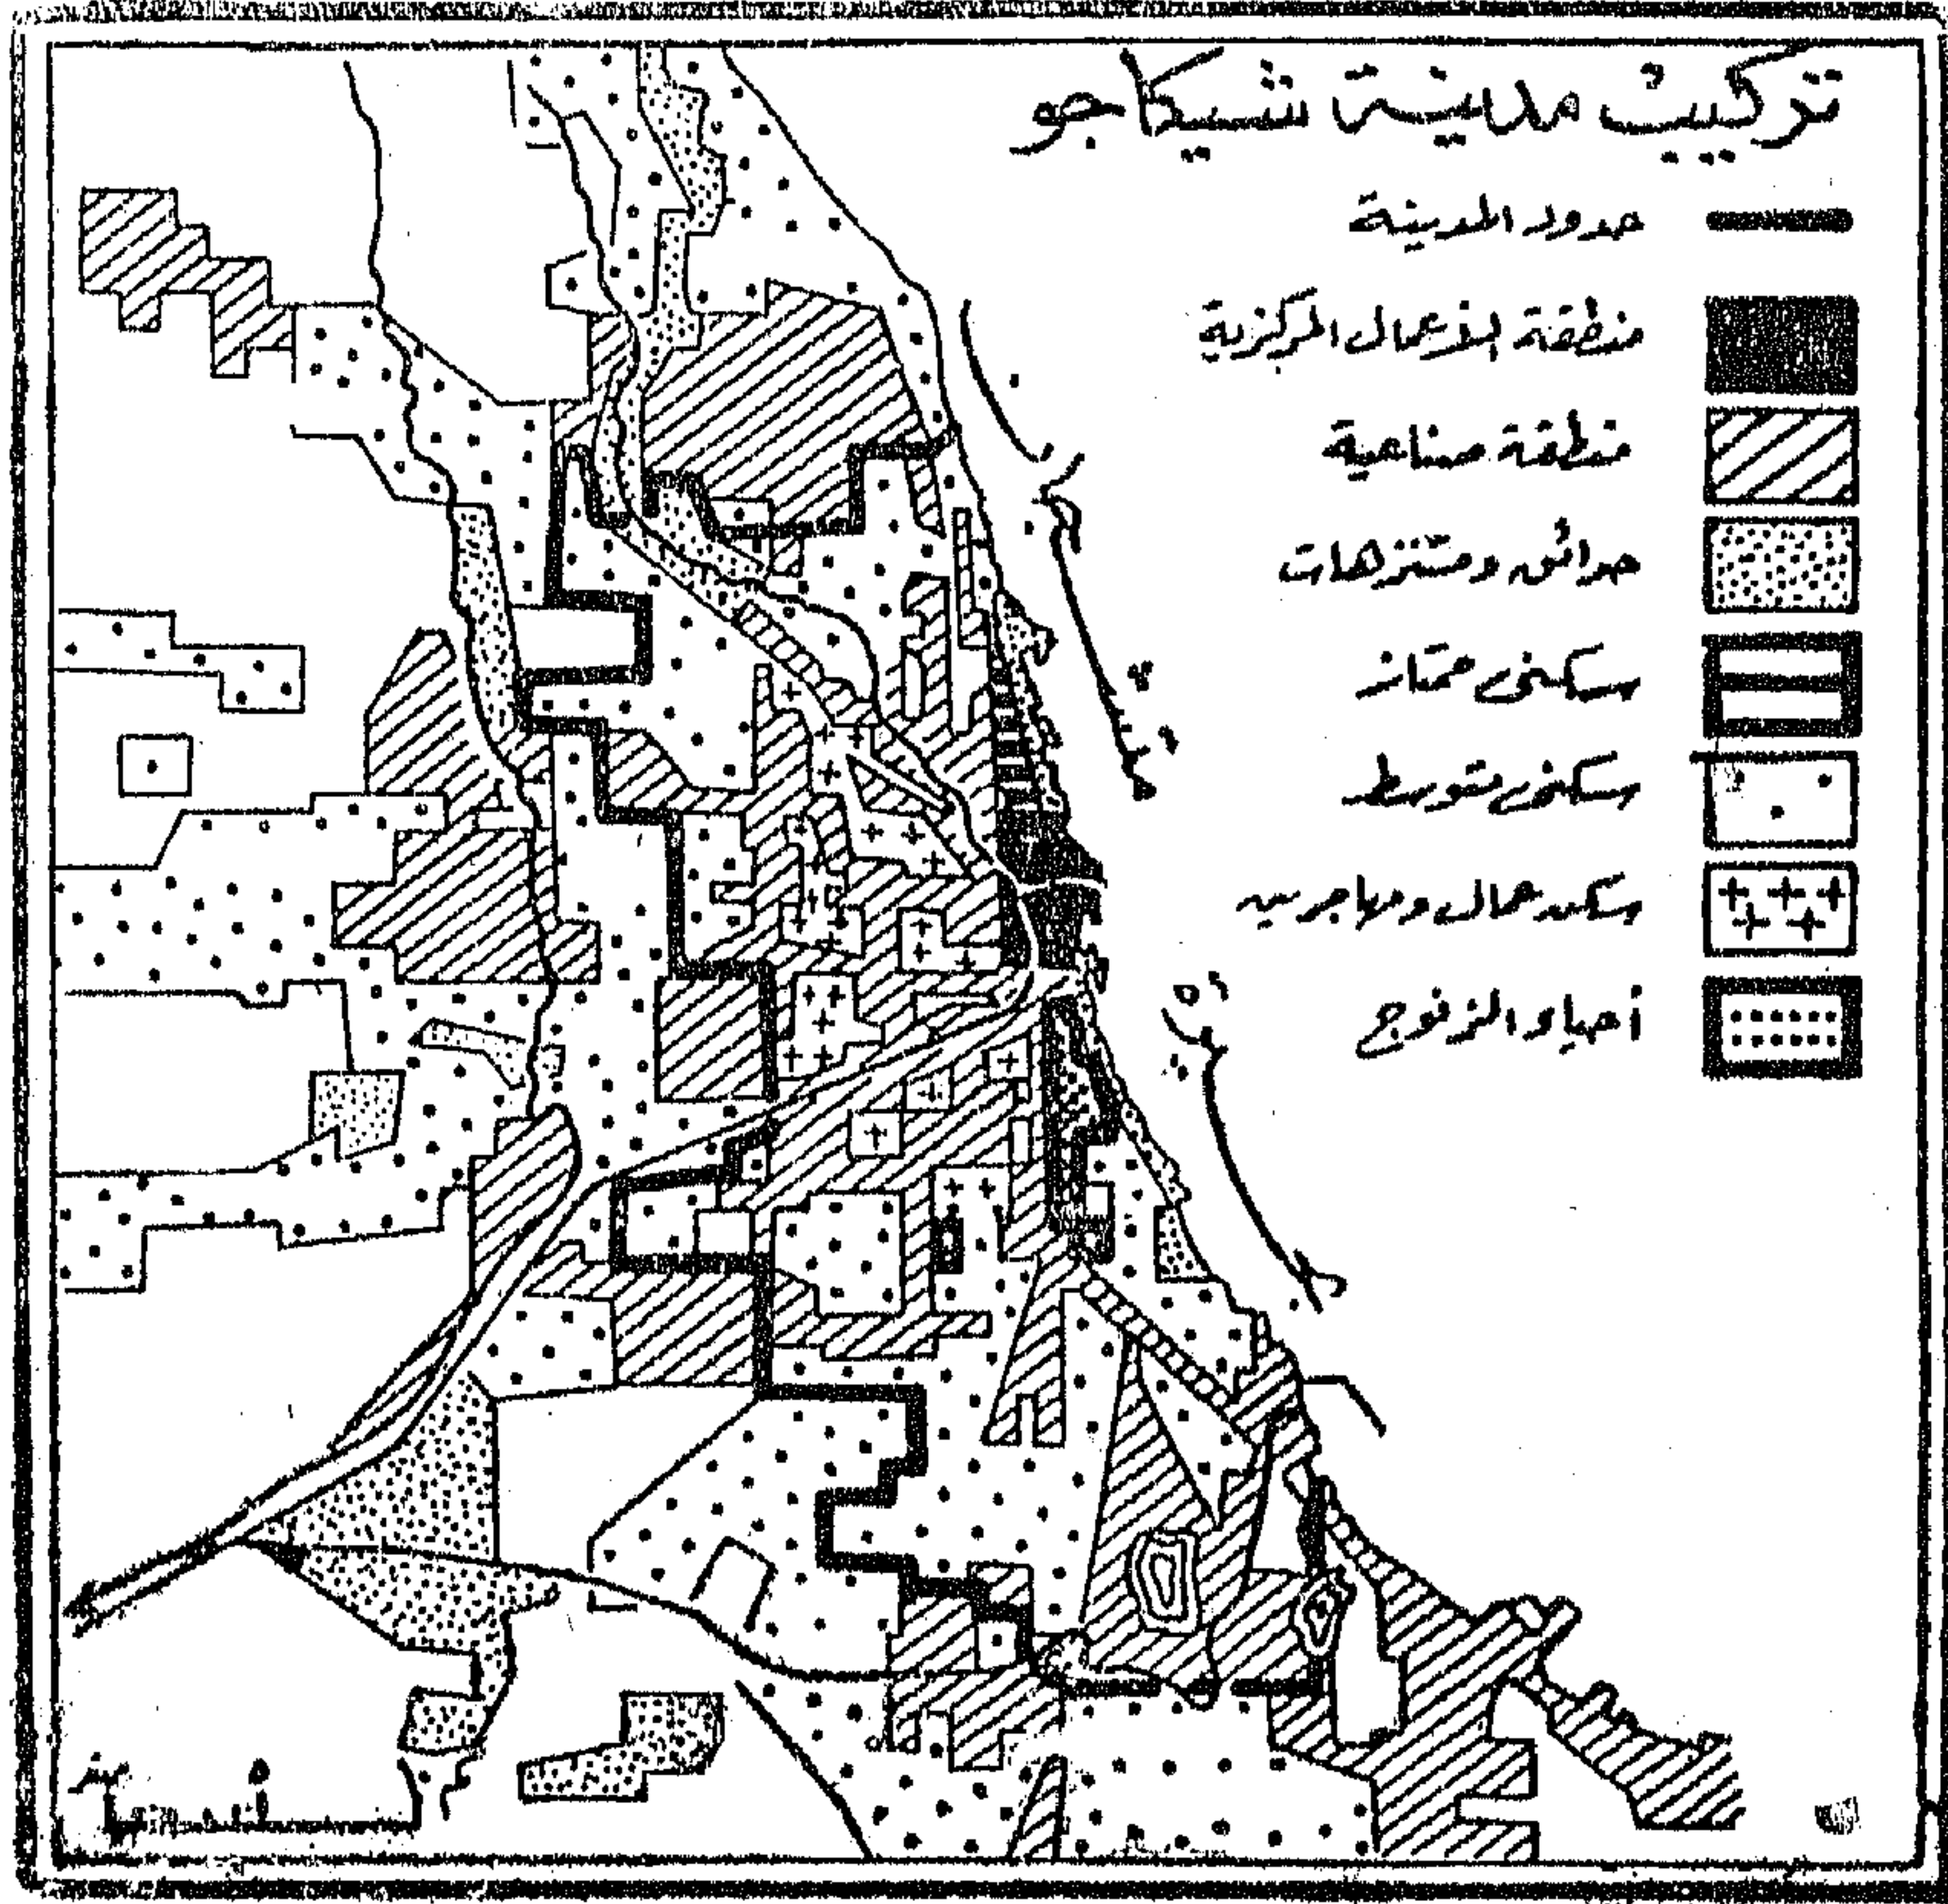 تركيب مدينة شيكاجو
حدود المدينة
منطقة الأعمال المركزية
منطقة صناعية
حدائق ومتنزهات
سكنى ممتاز
سكنى متوسط
سكن عمال ومهاجرين
أحياء الزنوج